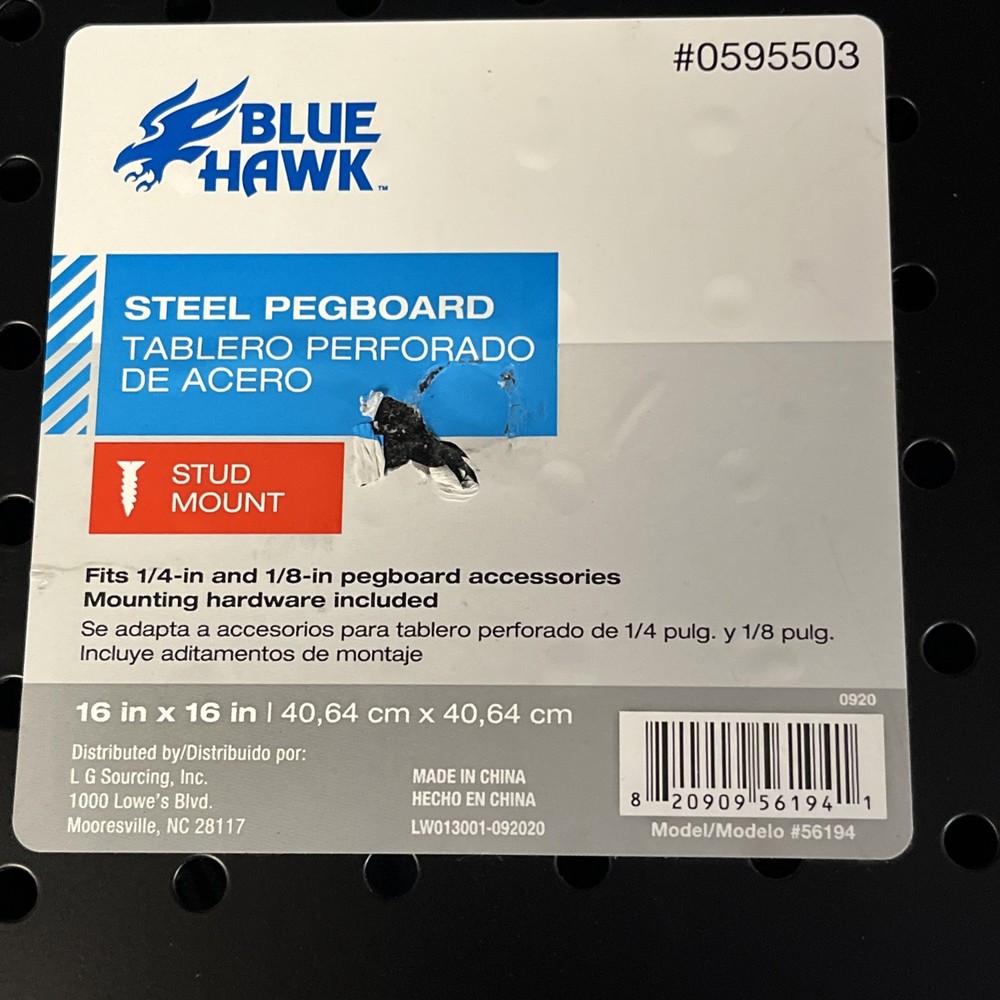 #0595503
BLUE
HAWK™
STEEL PEGBOARD
TABLERO PERFORADO
DE ACERO
STUD
MOUNT
Fits 1/4-in and 1/8-in pegboard accessories
Mounting hardware included
Se adapta a accesorios para tablero perforado de 1/4 pulg. y 1/8 pulg.
Incluye aditamentos de montaje
16 in x 16 in | 40,64 cm x 40,64 cm
Distributed by/Distribuido por:
L G Sourcing, Inc.
1000 Lowe's Blvd.
Mooresville, NC 28117
MADE IN CHINA
HECHO EN CHINA
LW013001-092020
0920
8 20909 56194 1
Model/Modelo #56194